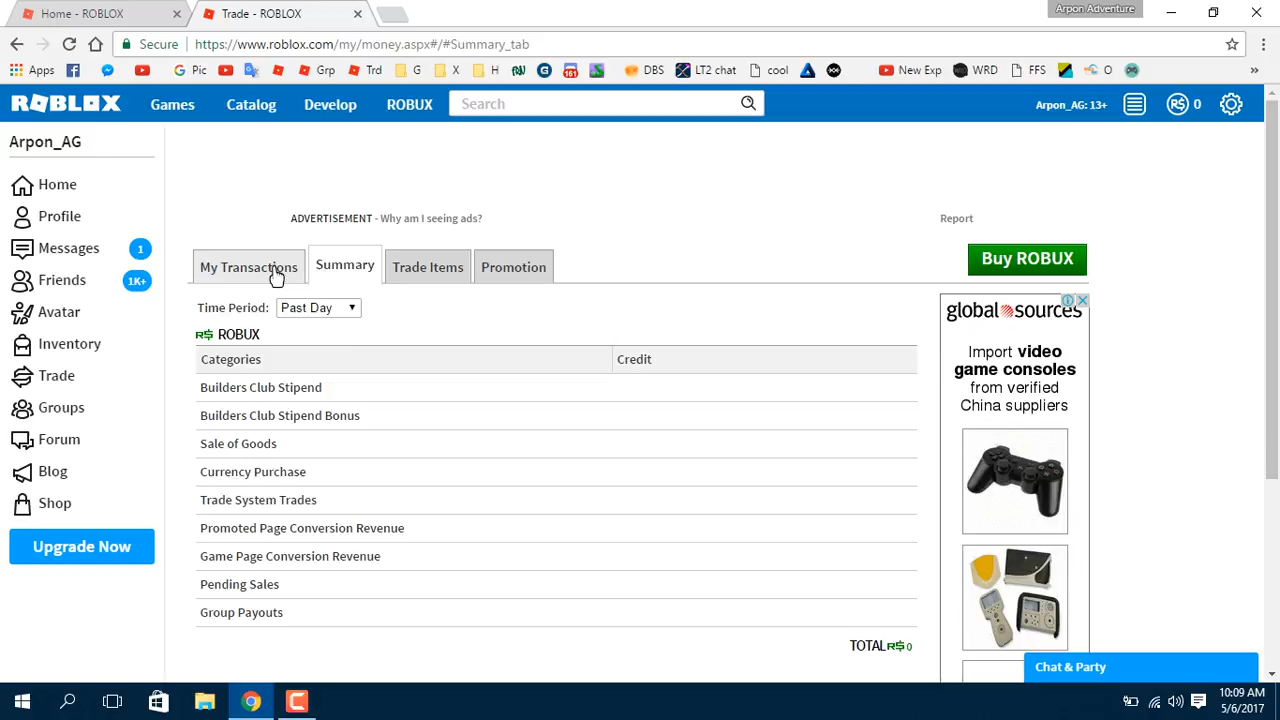 Home - ROBLOX
Trade - ROBLOX
Arpon Adventure
Secure
https://www.roblox.com/my/money.aspx#/#Summary_tab
Apps
Pic
Grp
Trd
G
X
H
161
DBS
LT2 chat
cool
New Exp
WRD
FFS
O
»
ROBLOX
Games
Catalog
Develop
ROBUX
Search
Arpon_AG: 13+
R$ 0
Arpon_AG
Home
Profile
Messages
1
Friends
1K+
Avatar
Inventory
Trade
Groups
Forum
Blog
Shop
Upgrade Now
ADVERTISEMENT - Why am I seeing ads?
Report
My Transactions
Summary
Trade Items
Promotion
Buy ROBUX
Time Period:
Past Day
R$ ROBUX
Categories
Credit
Builders Club Stipend
Builders Club Stipend Bonus
Sale of Goods
Currency Purchase
Trade System Trades
Promoted Page Conversion Revenue
Game Page Conversion Revenue
Pending Sales
Group Payouts
TOTAL R$ 0
global sources
Import video
game consoles
from verified
China suppliers
Chat & Party
10:09 AM
5/6/2017